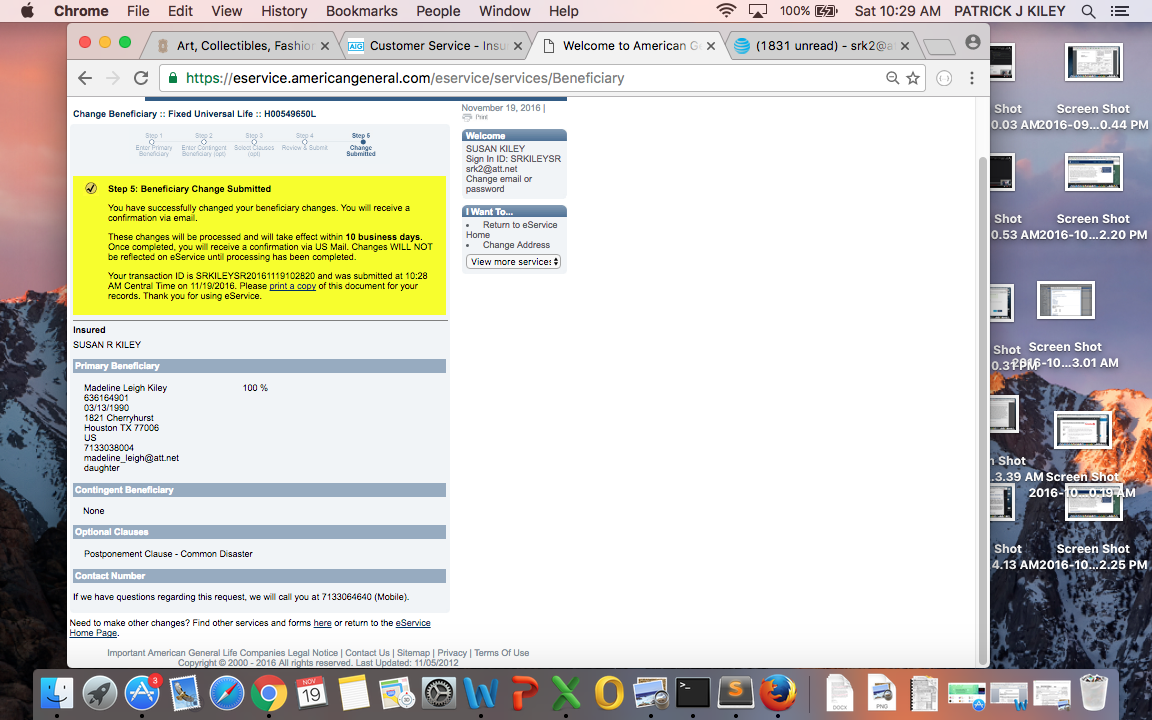 Chrome File Edit View History Bookmarks People Window Help 100% Sat 10:29 AM PATRICK J KILEY
Art, Collectibles, Fashion
AIG Customer Service - Insu
Welcome to American Ge
(1831 unread) - srk2@a
https://eservice.americangeneral.com/eservice/services/Beneficiary
Change Beneficiary :: Fixed Universal Life :: H00549650L
Step 1
Enter Primary
Beneficiary
Step 2
Enter Contingent
Beneficiary (opt)
Step 3
Select Clauses
(opt)
Step 4
Review & Submit
Step 5
Change
Submitted
Step 5: Beneficiary Change Submitted
You have successfully changed your beneficiary changes. You will receive a
confirmation via email.
These changes will be processed and will take effect within 10 business days.
Once completed, you will receive a confirmation via US Mail. Changes WILL NOT
be reflected on eService until processing has been completed.
Your transaction ID is SRKILEYSR20161119102820 and was submitted at 10:28
AM Central Time on 11/19/2016. Please print a copy of this document for your
records. Thank you for using eService.
Insured
SUSAN R KILEY
Primary Beneficiary
Madeline Leigh Kiley 100 %
636164901
03/13/1990
1821 Cherryhurst
Houston TX 77006
US
7133038004
madeline_leigh@att.net
daughter
Contingent Beneficiary
None
Optional Clauses
Postponement Clause - Common Disaster
Contact Number
If we have questions regarding this request, we will call you at 7133064640 (Mobile).
Need to make other changes? Find other services and forms here or return to the eService
Home Page.
Important American General Life Companies Legal Notice | Contact Us | Sitemap | Privacy | Terms Of Use
Copyright © 2000 - 2016 All rights reserved. Last Updated: 11/05/2012
November 19, 2016 |
Print
Welcome
SUSAN KILEY
Sign In ID: SRKILEYSR
srk2@att.net
Change email or
password
I Want To...
• Return to eService
Home
• Change Address
View more services
Shot
0.03 AM
Screen Shot
2016-09...0.44 PM
Shot
0.53 AM
Screen Shot
2016-10...2.20 PM
Shot
0.31 PM
Screen Shot
2016-10...3.01 AM
n Shot
...3.39 AM
Screen Shot
2016-10...0.19 AM
Shot
4.13 AM
Screen Shot
2016-10...2.25 PM
3
NOV
19
DOCX
PNG